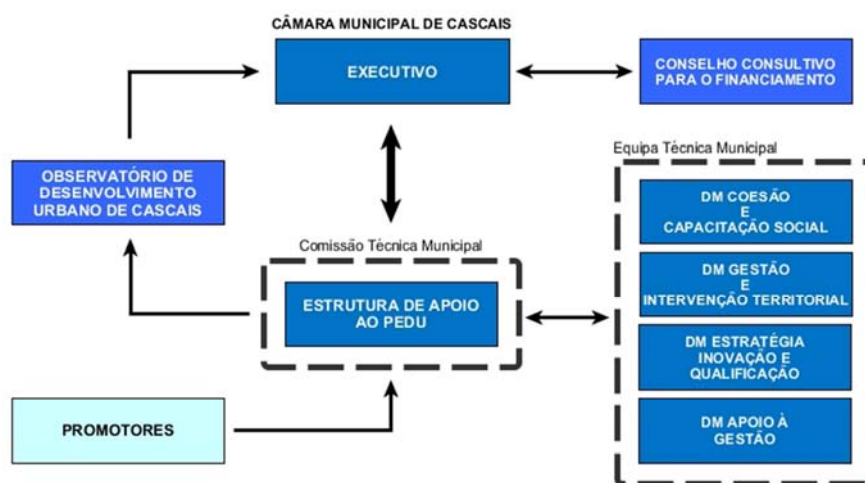 CÂMARA MUNICIPAL DE CASCAIS
EXECUTIVO
CONSELHO CONSULTIVO
PARA O FINANCIAMENTO
OBSERVATÓRIO DE
DESENVOLVIMENTO
URBANO DE CASCAIS
Equipa Técnica Municipal
DM COESÃO
E
CAPACITAÇÃO SOCIAL
Comissão Técnica Municipal
ESTRUTURA DE APOIO
AO PEDU
DM GESTÃO
E
INTERVENÇÃO TERRITORIAL
DM ESTRATÉGIA
INOVAÇÃO E
QUALIFICAÇÃO
PROMOTORES
DM APOIO À
GESTÃO